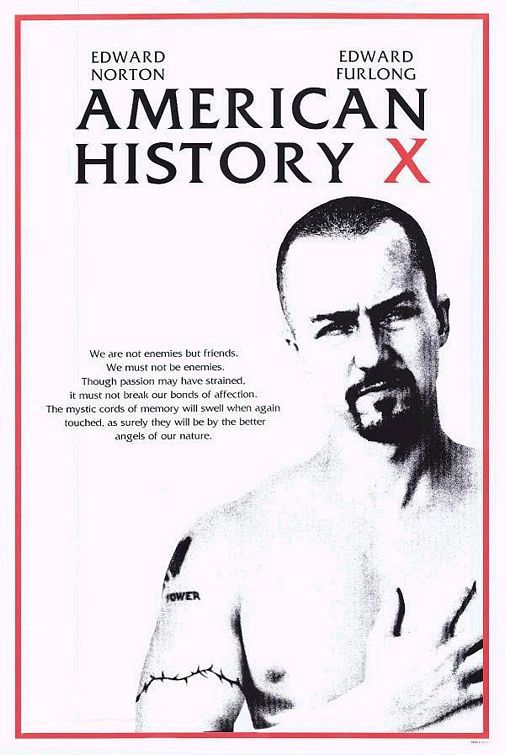 EDWARD NORTON
EDWARD FURLONG
AMERICAN
HISTORY X
We are not enemies but friends.
We must not be enemies.
Though passion may have strained,
it must not break our bonds of affection.
The mystic cords of memory will swell when again
touched, as surely they will be by the better
angels of our nature.